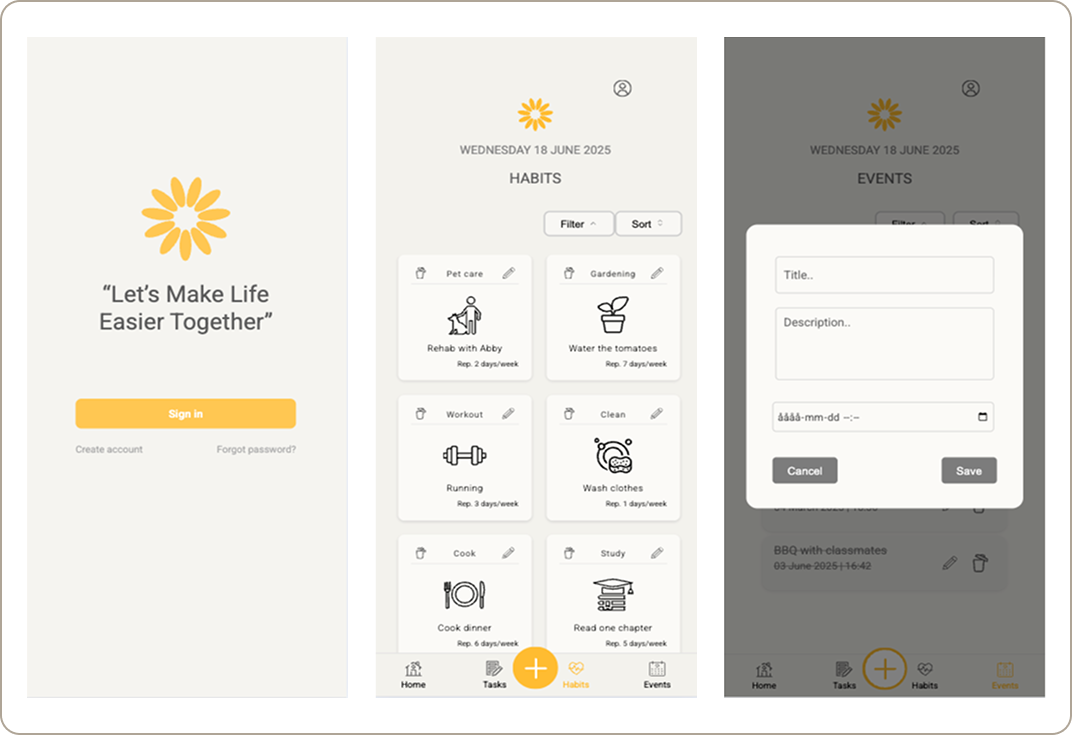 “Let’s Make Life
Easier Together”
Sign in
Create account
Forgot password?
WEDNESDAY 18 JUNE 2025
HABITS
Filter
Sort
Pet care
Rehab with Abby
Rep. 2 days/week
Gardening
Water the tomatoes
Rep. 7 days/week
Workout
Running
Rep. 3 days/week
Clean
Wash clothes
Rep. 1 days/week
Cook
Cook dinner
Rep. 6 days/week
Study
Read one chapter
Rep. 5 days/week
Home
Tasks
Habits
Events
WEDNESDAY 18 JUNE 2025
EVENTS
Filter
Sort
Title..
Description..
åååå-mm-dd --:--
Cancel
Save
04 March 2025 |
BBQ with classmates
03 June 2025 | 16:42
Home
Tasks
Habits
Events